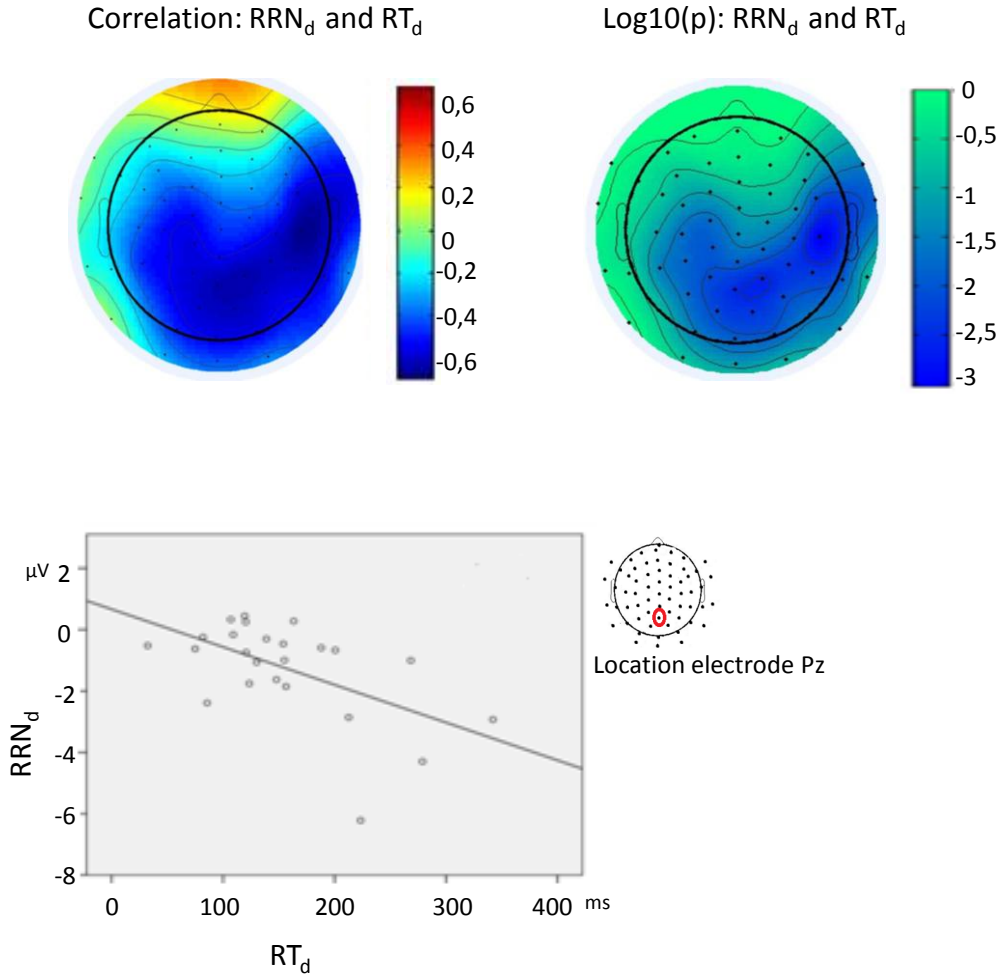 Correlation: RRNd and RTd
Log10(p): RRNd and RTd
0,6
0,4
0,2
0
-0,2
-0,4
-0,6
0
-0,5
-1
-1,5
-2
-2,5
-3
µV
2
0
-2
-4
-6
-8
RRNd
0 100 200 300 400 ms
RTd
Location electrode Pz